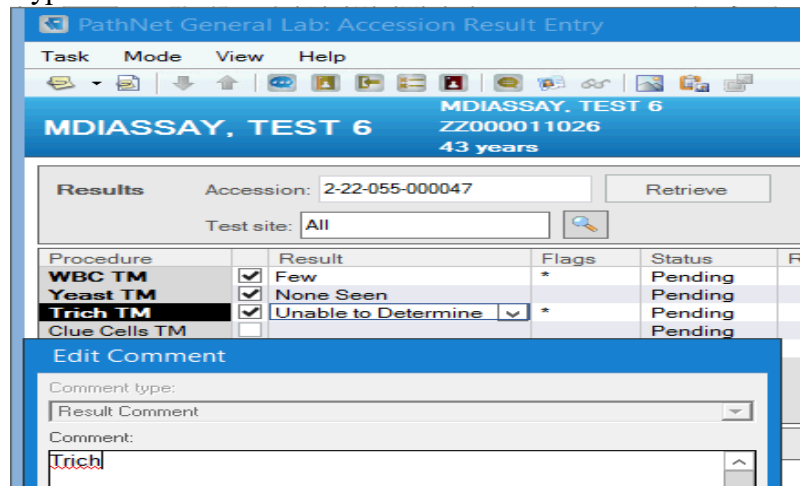 PathNet General Lab: Accession Result Entry
Task Mode View Help
MDIASSAY, TEST 6
MDIASSAY, TEST 6
ZZ000011026
43 years
Results Accession: 2-22-055-000047 Retrieve
Test site: All
Procedure Result Flags Status R
WBC TM Few * Pending
Yeast TM None Seen Pending
Trich TM Unable to Determine * Pending
Clue Cells TM Pending
Edit Comment
Comment type:
Result Comment
Comment:
Trich